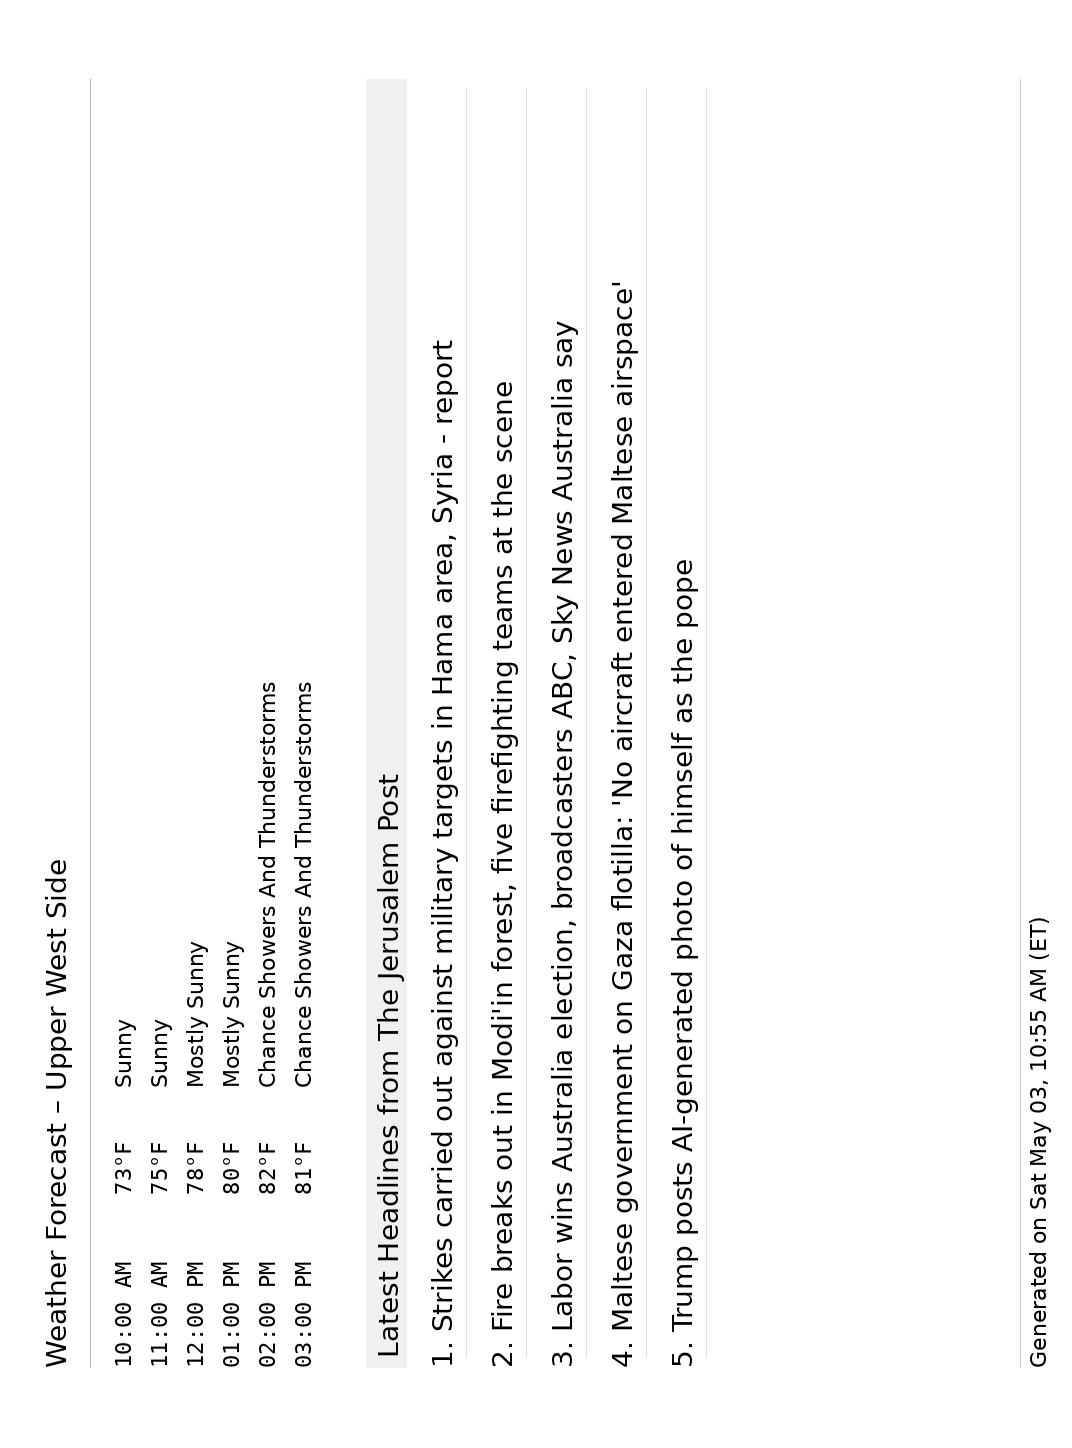 Weather Forecast – Upper West Side
10:00 AM 73°F Sunny
11:00 AM 75°F Sunny
12:00 PM 78°F Mostly Sunny
01:00 PM 80°F Mostly Sunny
02:00 PM 82°F Chance Showers And Thunderstorms
03:00 PM 81°F Chance Showers And Thunderstorms
Latest Headlines from The Jerusalem Post
1. Strikes carried out against military targets in Hama area, Syria - report
2. Fire breaks out in Modi'in forest, five firefighting teams at the scene
3. Labor wins Australia election, broadcasters ABC, Sky News Australia say
4. Maltese government on Gaza flotilla: 'No aircraft entered Maltese airspace'
5. Trump posts AI-generated photo of himself as the pope
Generated on Sat May 03, 10:55 AM (ET)